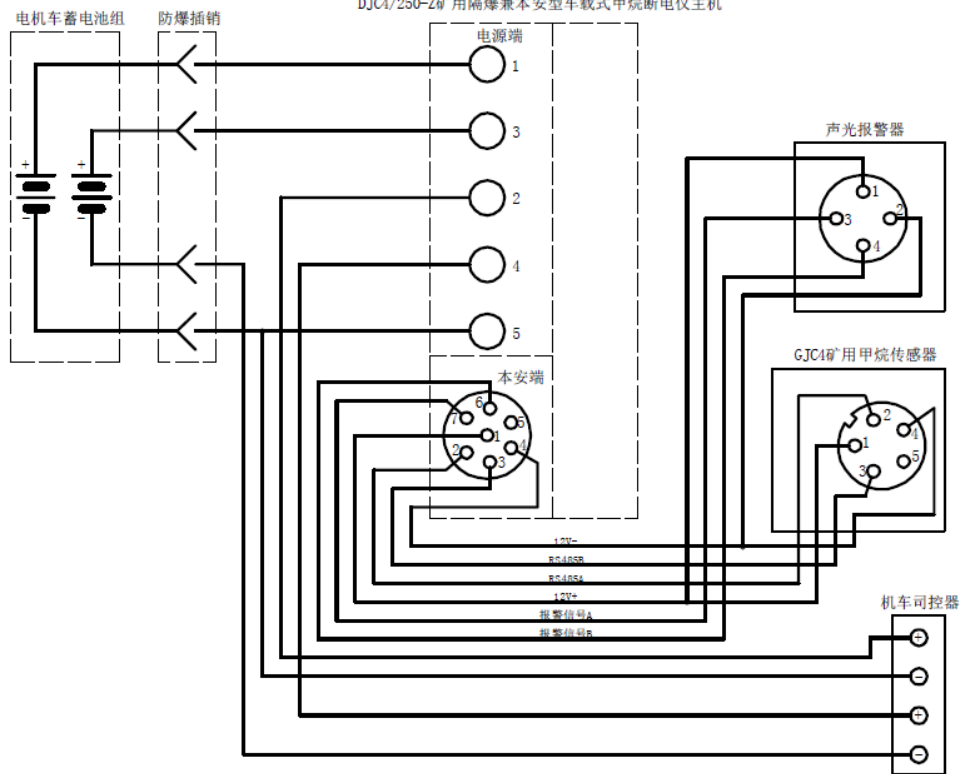 DJC4/250-Z矿用隔爆兼本安型车载式甲烷断电仪主机
电机车蓄电池组
防爆插销
电源端
1
3
2
4
5
+
+
-
-
声光报警器
1
2
3
4
GJC4矿用甲烷传感器
2
4
1
5
3
本安端
6
7
5
1
2
4
3
12V-
RS485B
RS485A
12V+
报警信号A
报警信号B
机车司控器
+
-
+
-